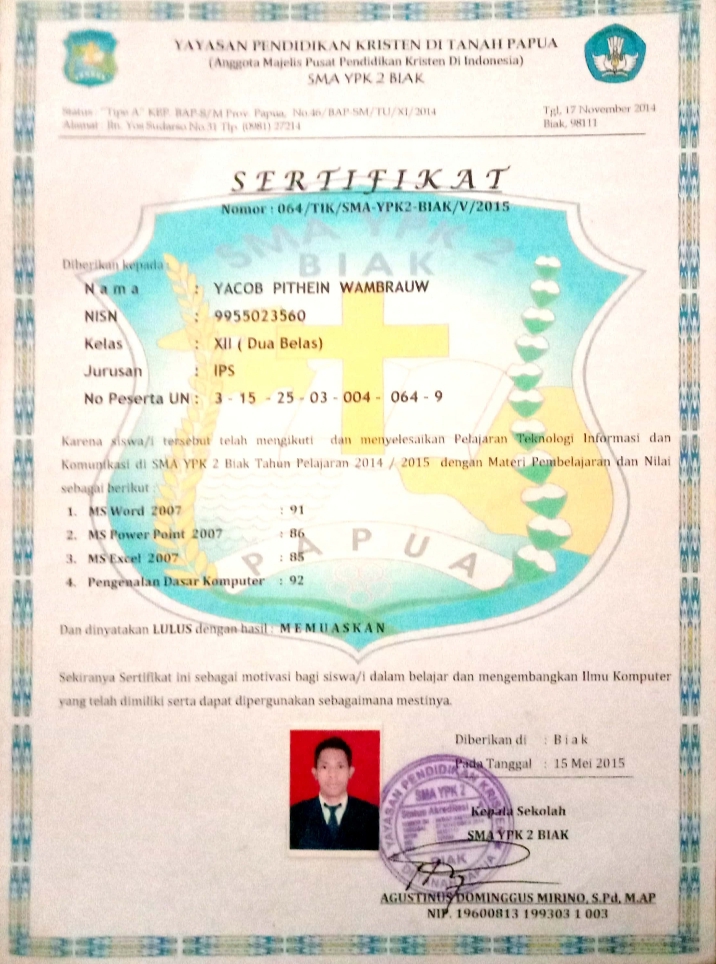 YAYASAN PENDIDIKAN KRISTEN DI TANAH PAPUA
(Anggota Majelis Pusat Pendidikan Kristen Di Indonesia)
SMA YPK 2 BIAK
Status : "Tipe A" KEP. BAP-S/M Prov. Papua, No.46/BAP-SM/TU/XI/2014
Tgl, 17 November 2014
Alamat : Jln. Yos Sudarso No.31 Tlp. (0981) 27214
Biak, 98111
SERTIFIKAT
Nomor : 064/TIK/SMA-YPK2-BIAK/V/2015
SMA YPK 2
BIAK
Diberikan kepada :
Nama : YACOB PITHEIN WAMBRAUW
NISN : 9955023560
Kelas : XII ( Dua Belas)
Jurusan : IPS
No Peserta UN : 3 - 15 - 25 - 03 - 004 - 064 - 9
Karena siswa/i tersebut telah mengikuti dan menyelesaikan Pelajaran Teknologi Informasi dan
Komunikasi di SMA YPK 2 Biak Tahun Pelajaran 2014 / 2015 dengan Materi Pembelajaran dan Nilai
sebagai berikut :
1. MS Word 2007 : 91
2. MS Power Point 2007 : 86
3. MS Excel 2007 : 85
4. Pengenalan Dasar Komputer : 92
PAPUA
Dan dinyatakan LULUS dengan hasil : MEMUASKAN
Sekiranya Sertifikat ini sebagai motivasi bagi siswa/i dalam belajar dan mengembangkan Ilmu Komputer
yang telah dimiliki serta dapat dipergunakan sebagaimana mestinya.
Diberikan di : Biak
Pada Tanggal : 15 Mei 2015
Kepala Sekolah
SMA YPK 2 BIAK
YAYASAN PENDIDIKAN KRISTEN
SMA YPK 2
Status Akreditasi
BIAK
DI TANAH PAPUA
AGUSTINUS DOMINGGUS MIRINO, S.Pd, M.AP
NIP. 19600813 199303 1 003